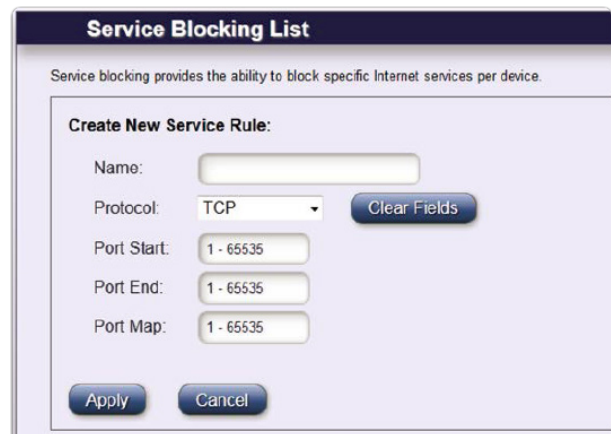 Service Blocking List
Service blocking provides the ability to block specific Internet services per device.
Create New Service Rule:
Name:
Protocol: TCP Clear Fields
Port Start: 1 - 65535
Port End: 1 - 65535
Port Map: 1 - 65535
Apply Cancel